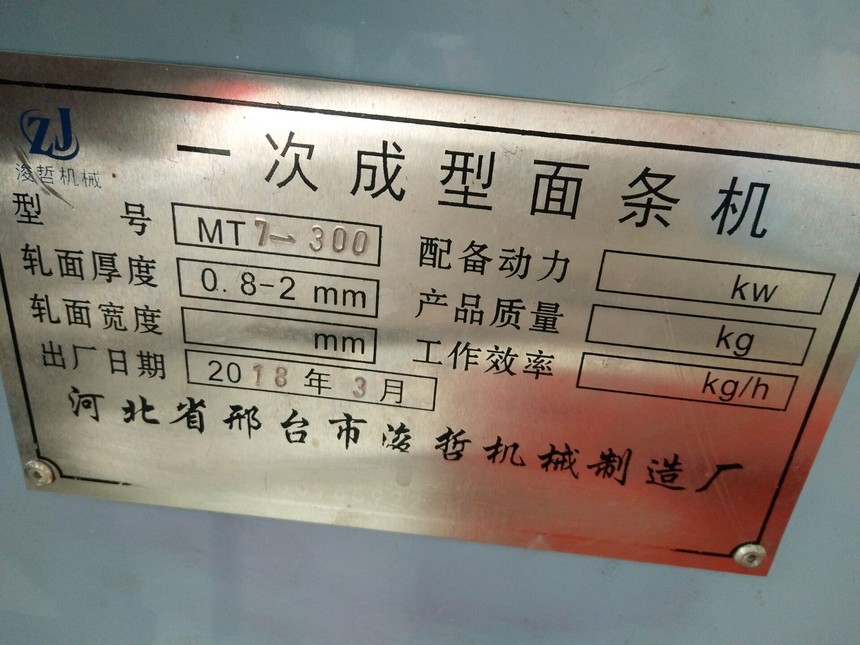 ZJ
浚哲机械
一次成型面条机
型号 MT7-300
配备动力 kw
轧面厚度 0.8-2 mm
产品质量 kg
轧面宽度 mm
工作效率 kg/h
出厂日期 2018年3月
河北省邢台市浚哲机械制造厂